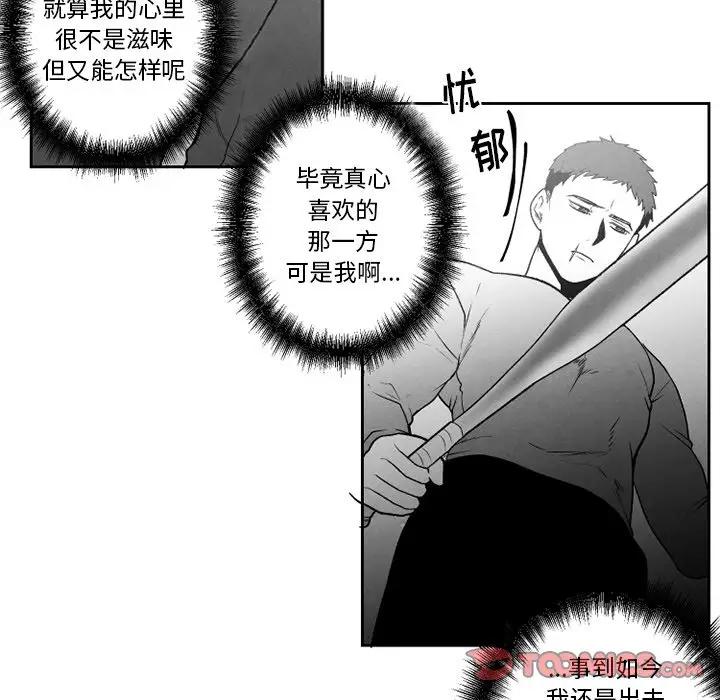 就算我的心里
很不是滋味
但又能怎样呢
忧
郁
毕竟真心
喜欢的
那一方
可是我啊...
...事到如今
我还是出去
TOOMICS.COM